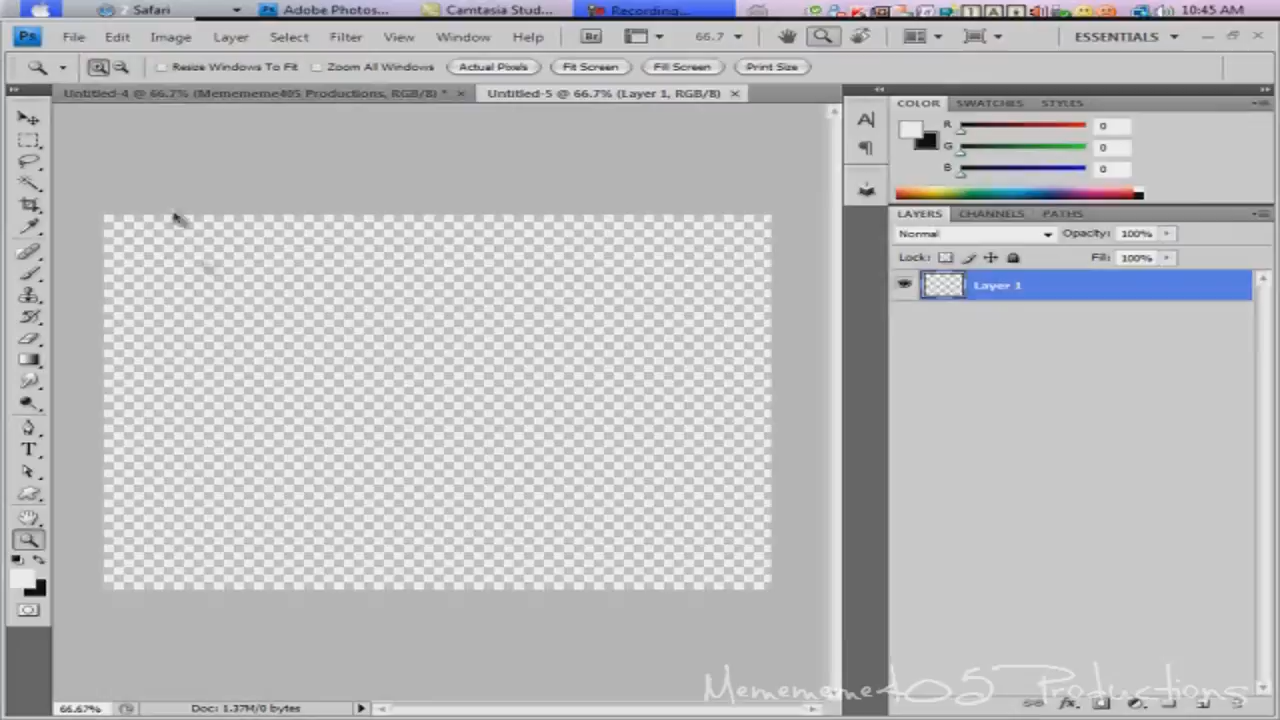 7 Safari Adobe Photos... Camtasia Stud... Recording... 10:45 AM
Ps File Edit Image Layer Select Filter View Window Help Br 66.7 ESSENTIALS
Resize Windows To Fit Zoom All Windows Actual Pixels Fit Screen Fill Screen Print Size
Untitled-4 @ 66.7% (Memememe405 Productions, RGB/8) * Untitled-5 @ 66.7% (Layer 1, RGB/8)
COLOR SWATCHES STYLES
R 0
G 0
B 0
LAYERS CHANNELS PATHS
Normal Opacity: 100%
Lock: Fill: 100%
Layer 1
T
Memememe405 Productions
66.67% Doc: 1.37M/0 bytes